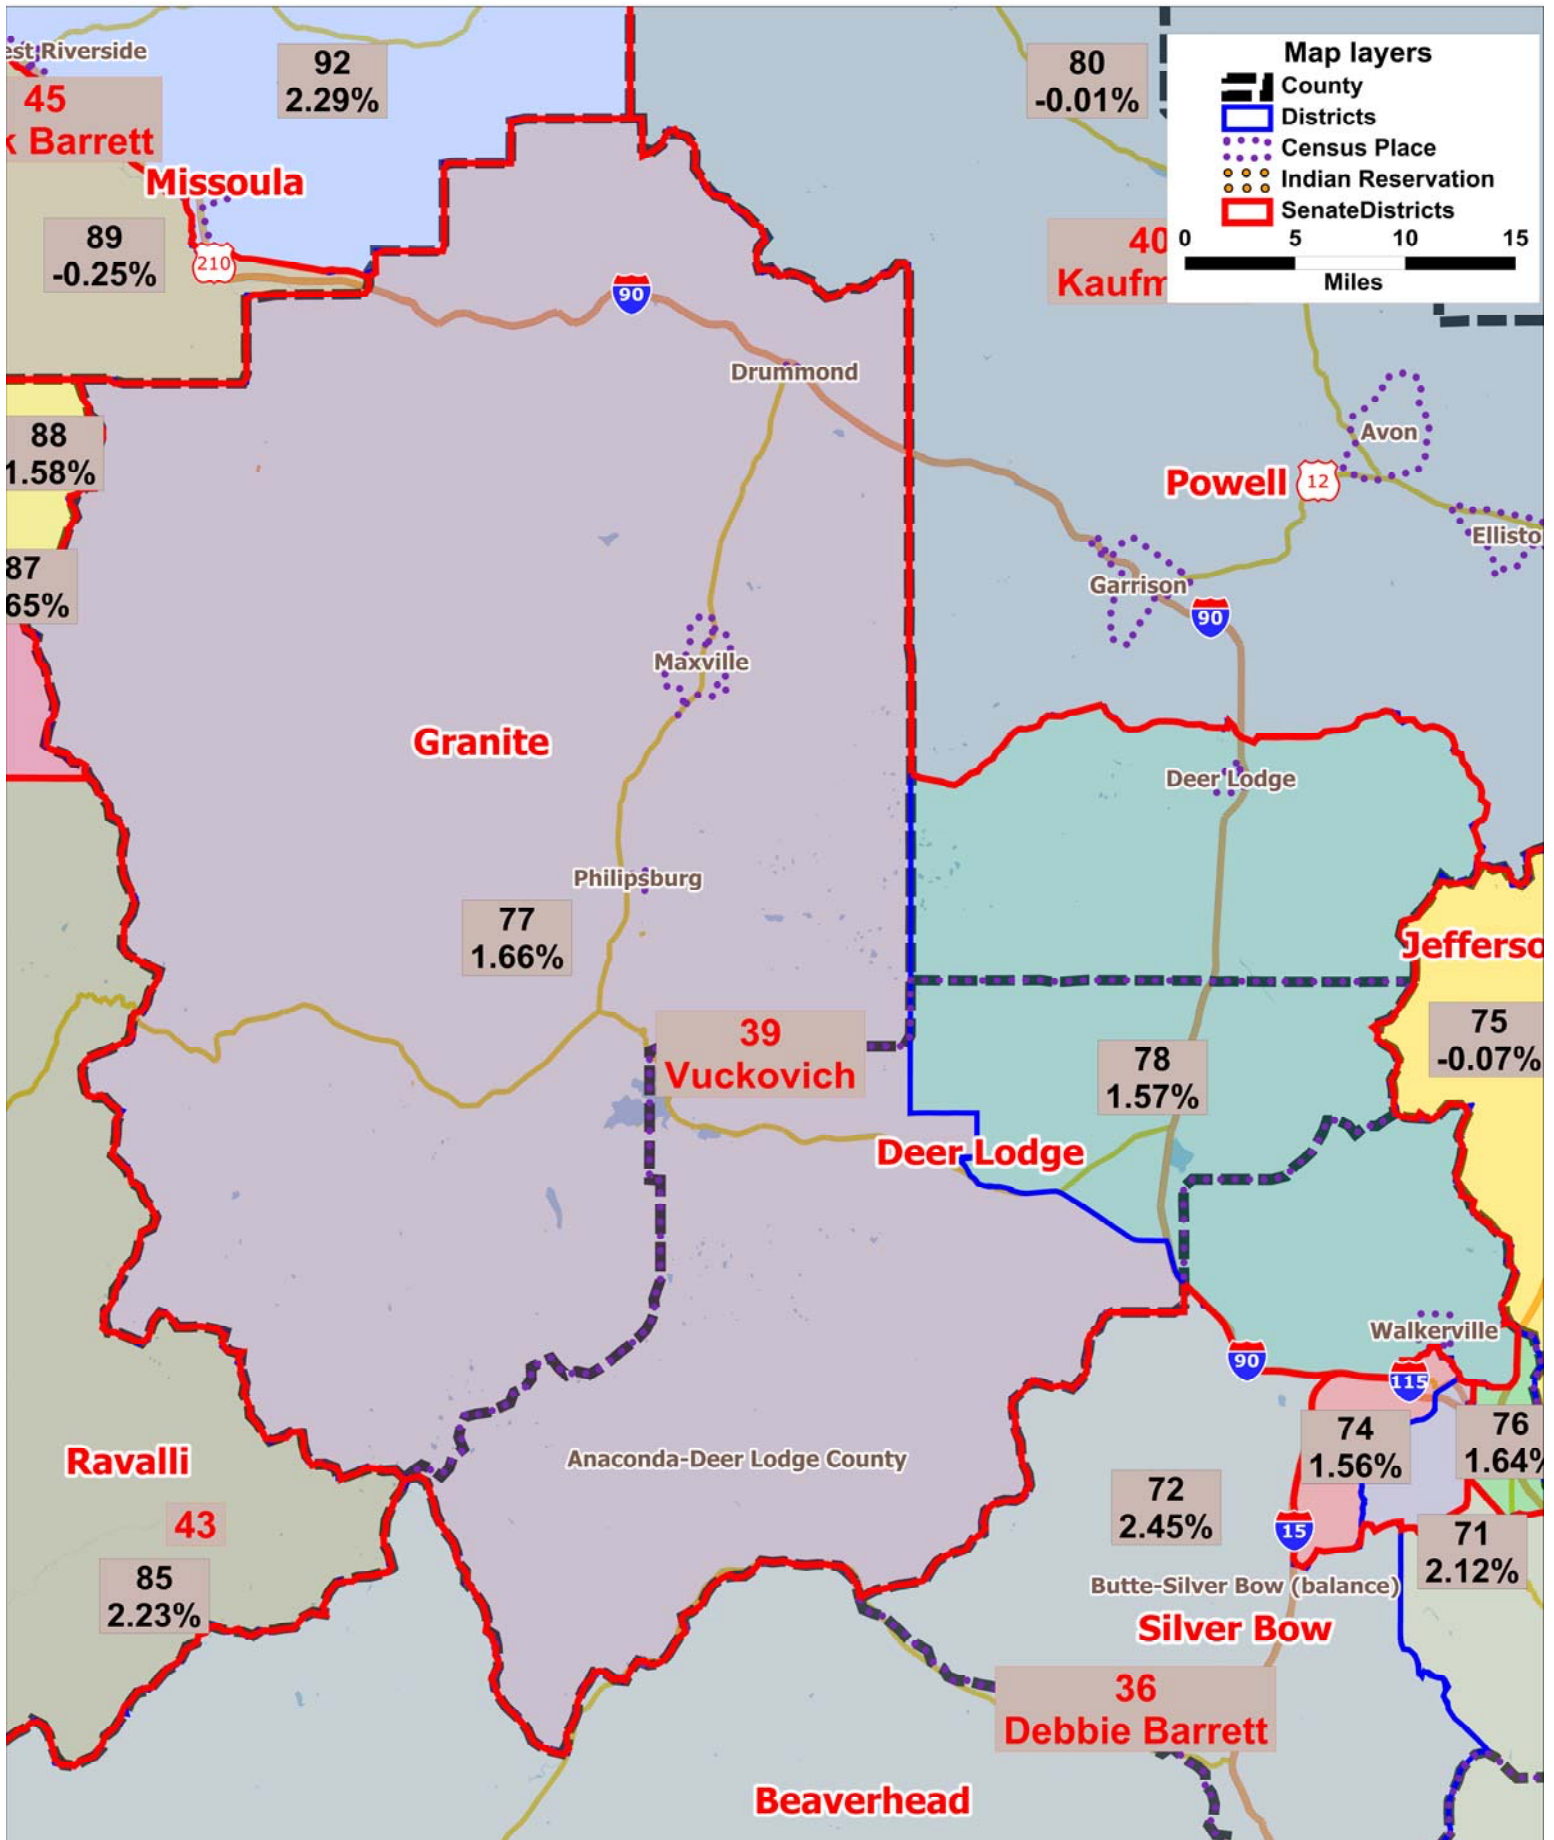 est Riverside
92
2.29%
80
-0.01%
Map layers
County
Districts
Census Place
Indian Reservation
SenateDistricts
0 5 10 15
Miles
45
k Barrett
Missoula
89
-0.25%
210
90
40
Kaufm
Drummond
88
1.58%
Avon
Powell
12
Ellisto
87
65%
Garrison
90
Maxville
Granite
Deer Lodge
Philipsburg
77
1.66%
Jefferso
39
Vuckovich
75
-0.07%
78
1.57%
Deer Lodge
Walkerville
90
115
Ravalli
Anaconda-Deer Lodge County
74
1.56%
76
1.64%
72
2.45%
43
15
71
2.12%
85
2.23%
Butte-Silver Bow (balance)
Silver Bow
36
Debbie Barrett
Beaverhead